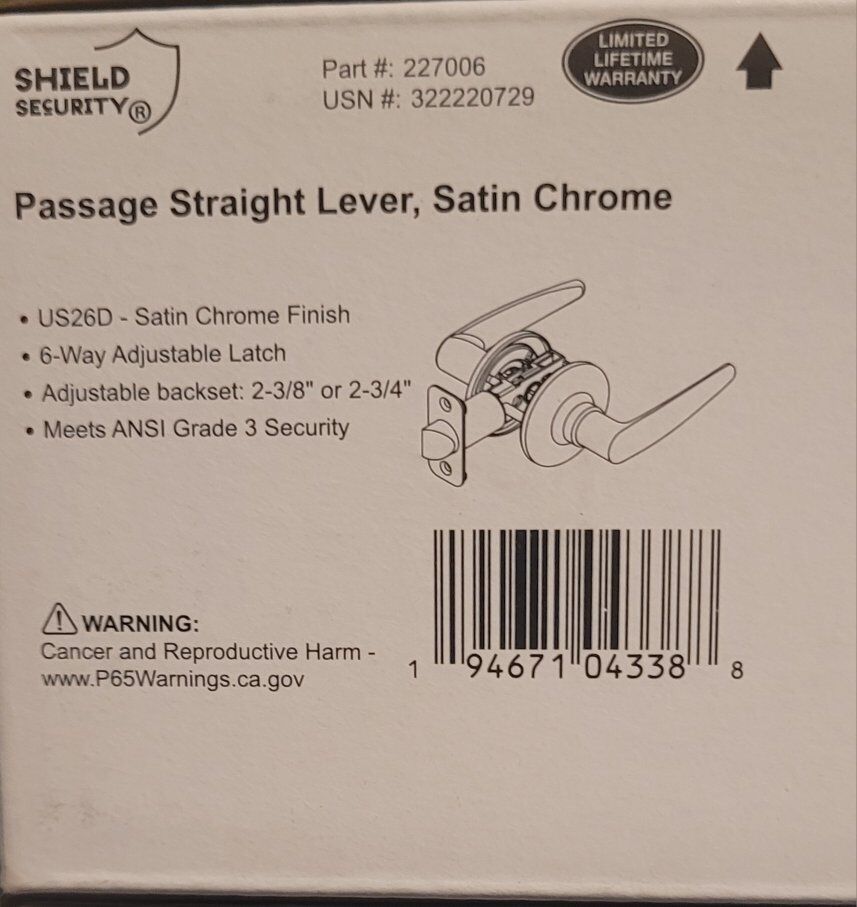 SHIELD
SECURITY®
Part #: 227006
USN #: 322220729
LIMITED
LIFETIME
WARRANTY
Passage Straight Lever, Satin Chrome
• US26D - Satin Chrome Finish
• 6-Way Adjustable Latch
• Adjustable backset: 2-3/8" or 2-3/4"
• Meets ANSI Grade 3 Security
WARNING:
Cancer and Reproductive Harm -
www.P65Warnings.ca.gov
1 94671 04338 8